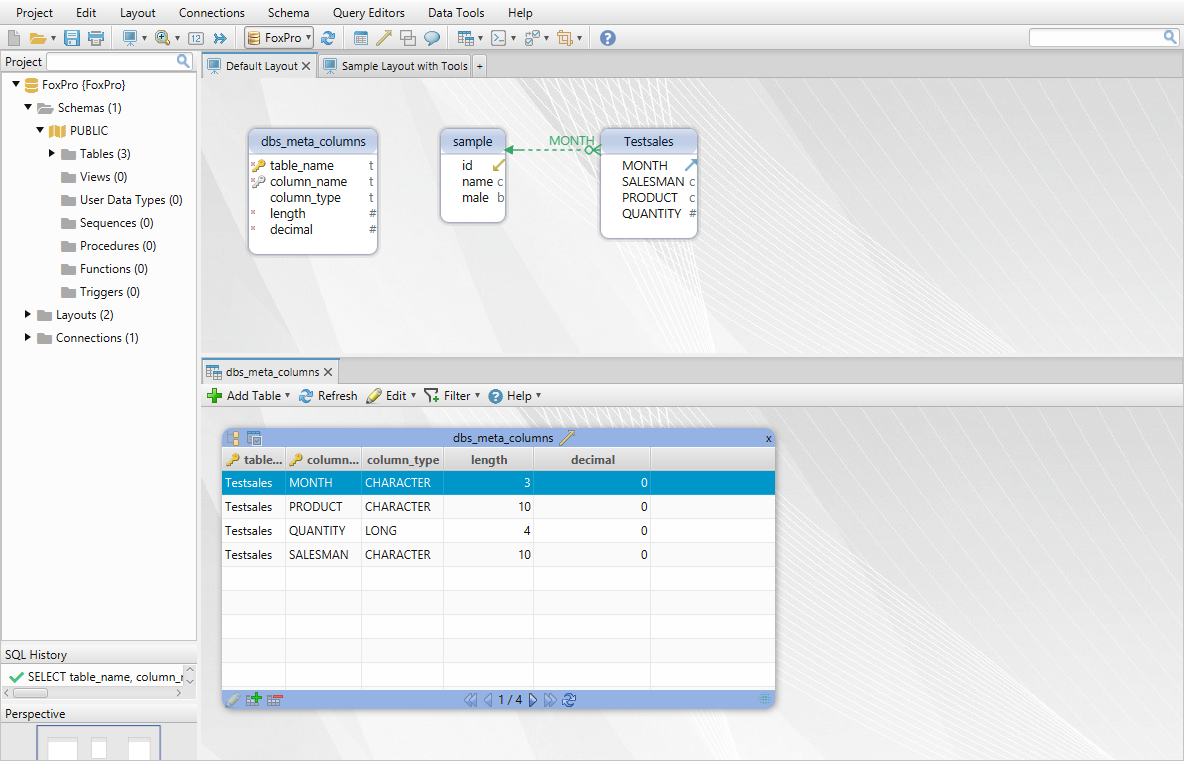 Project Edit Layout Connections Schema Query Editors Data Tools Help
12 FoxPro ?
Project
Default Layout Sample Layout with Tools +
FoxPro {FoxPro}
Schemas (1)
PUBLIC
Tables (3)
Views (0)
User Data Types (0)
Sequences (0)
Procedures (0)
Functions (0)
Triggers (0)
Layouts (2)
Connections (1)
dbs_meta_columns
table_name t
column_name t
column_type t
length #
decimal #
sample
id
name c
male b
MONTH
Testsales
MONTH
SALESMAN c
PRODUCT c
QUANTITY #
dbs_meta_columns
Add Table Refresh Edit Filter ? Help
dbs_meta_columns x
table... column... column_type length decimal
Testsales MONTH CHARACTER 3 0
Testsales PRODUCT CHARACTER 10 0
Testsales QUANTITY LONG 4 0
Testsales SALESMAN CHARACTER 10 0
1 / 4
SQL History
SELECT table_name, column_
Perspective